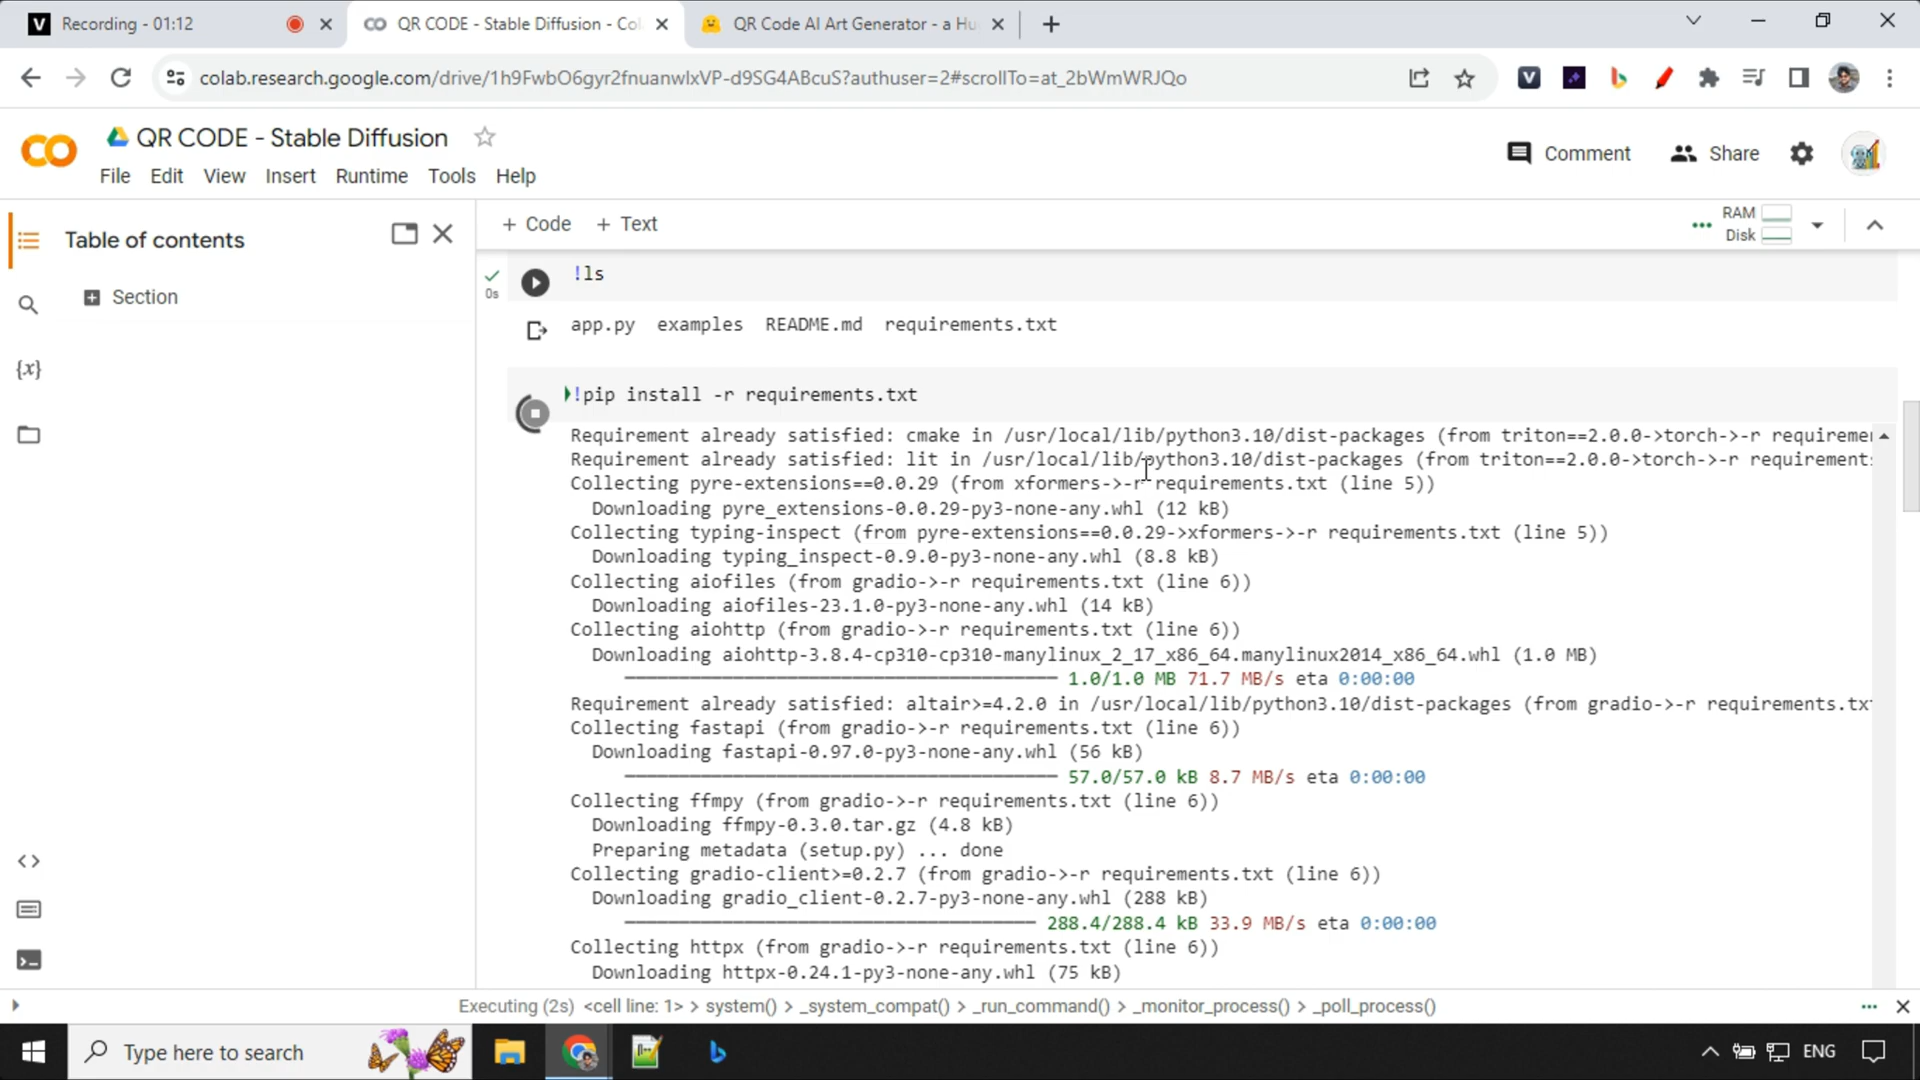 Recording - 01:12
QR CODE - Stable Diffusion - Col
QR Code AI Art Generator - a Hu
colab.research.google.com/drive/1h9FwbO6gyr2fnuanwlxVP-d9SG4ABcuS?authuser=2#scrollTo=at_2bWmWRJQo
QR CODE - Stable Diffusion
File Edit View Insert Runtime Tools Help
Comment
Share
Table of contents
+ Code + Text
RAM
Disk
Section
{x}
0s
!ls
app.py examples README.md requirements.txt
!pip install -r requirements.txt
Requirement already satisfied: cmake in /usr/local/lib/python3.10/dist-packages (from triton==2.0.0->torch->-r requiremen
Requirement already satisfied: lit in /usr/local/lib/python3.10/dist-packages (from triton==2.0.0->torch->-r requirements
Collecting pyre-extensions==0.0.29 (from xformers->-r requirements.txt (line 5))
Downloading pyre_extensions-0.0.29-py3-none-any.whl (12 kB)
Collecting typing-inspect (from pyre-extensions==0.0.29->xformers->-r requirements.txt (line 5))
Downloading typing_inspect-0.9.0-py3-none-any.whl (8.8 kB)
Collecting aiofiles (from gradio->-r requirements.txt (line 6))
Downloading aiofiles-23.1.0-py3-none-any.whl (14 kB)
Collecting aiohttp (from gradio->-r requirements.txt (line 6))
Downloading aiohttp-3.8.4-cp310-cp310-manylinux_2_17_x86_64.manylinux2014_x86_64.whl (1.0 MB)
1.0/1.0 MB 71.7 MB/s eta 0:00:00
Requirement already satisfied: altair>=4.2.0 in /usr/local/lib/python3.10/dist-packages (from gradio->-r requirements.tx
Collecting fastapi (from gradio->-r requirements.txt (line 6))
Downloading fastapi-0.97.0-py3-none-any.whl (56 kB)
57.0/57.0 kB 8.7 MB/s eta 0:00:00
Collecting ffmpy (from gradio->-r requirements.txt (line 6))
Downloading ffmpy-0.3.0.tar.gz (4.8 kB)
Preparing metadata (setup.py) ... done
Collecting gradio-client>=0.2.7 (from gradio->-r requirements.txt (line 6))
Downloading gradio_client-0.2.7-py3-none-any.whl (288 kB)
288.4/288.4 kB 33.9 MB/s eta 0:00:00
Collecting httpx (from gradio->-r requirements.txt (line 6))
Downloading httpx-0.24.1-py3-none-any.whl (75 kB)
Executing (2s) <cell line: 1> > system() > _system_compat() > _run_command() > _monitor_process() > _poll_process()
Type here to search
ENG